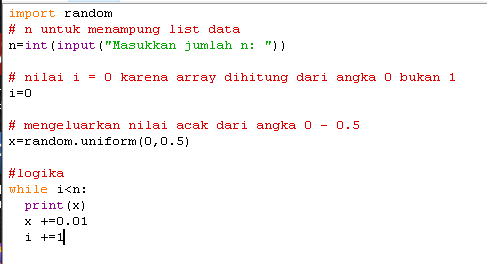 import random
# n untuk menampung list data
n=int(input("Masukkan jumlah n: "))
# nilai i = 0 karena array dihitung dari angka 0 bukan 1
i=0
# mengeluarkan nilai acak dari angka 0 - 0.5
x=random.uniform(0,0.5)
#logika
while i<n:
  print(x)
  x +=0.01
  i +=1